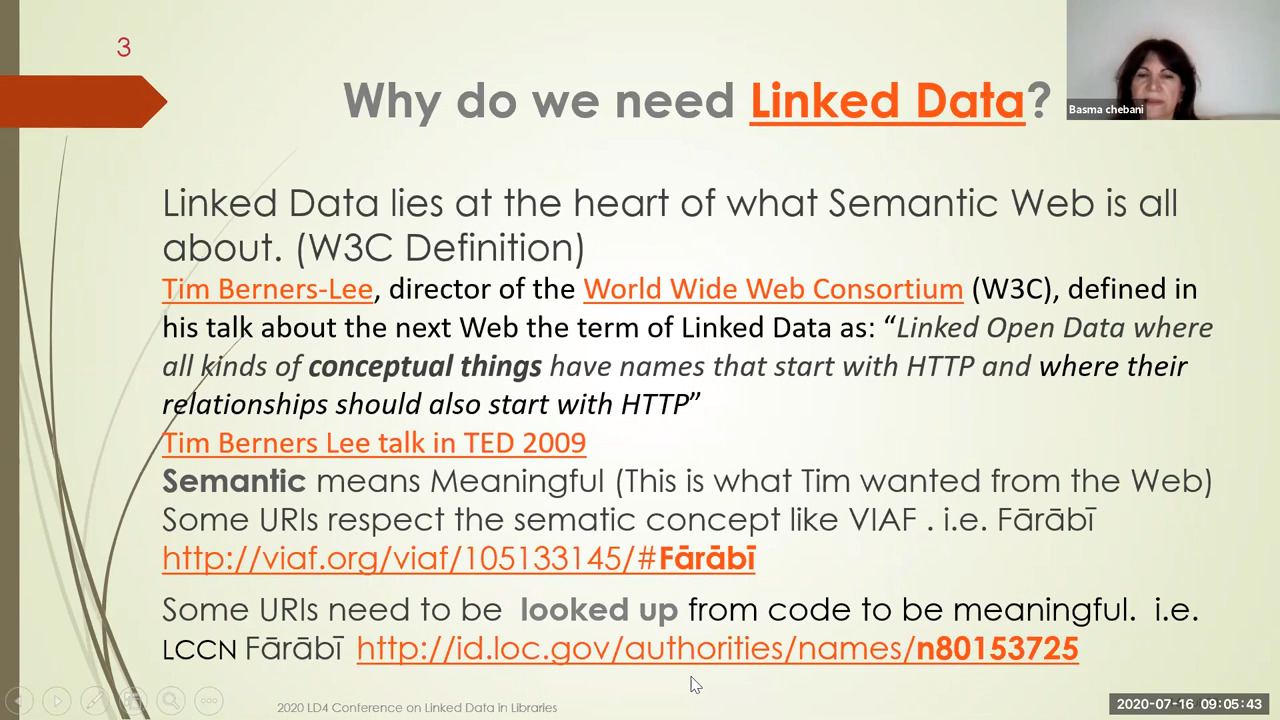 3
Why do we need Linked Data?
Basma chebani
Linked Data lies at the heart of what Semantic Web is all
about. (W3C Definition)
Tim Berners-Lee, director of the World Wide Web Consortium (W3C), defined in
his talk about the next Web the term of Linked Data as: “Linked Open Data where
all kinds of conceptual things have names that start with HTTP and where their
relationships should also start with HTTP”
Tim Berners Lee talk in TED 2009
Semantic means Meaningful (This is what Tim wanted from the Web)
Some URIs respect the sematic concept like VIAF . i.e. Fārābī
http://viaf.org/viaf/105133145/#Fārābī
Some URIs need to be looked up from code to be meaningful. i.e.
LCCN Fārābī http://id.loc.gov/authorities/names/n80153725
2020 LD4 Conference on Linked Data in Libraries
2020-07-16 09:05:43